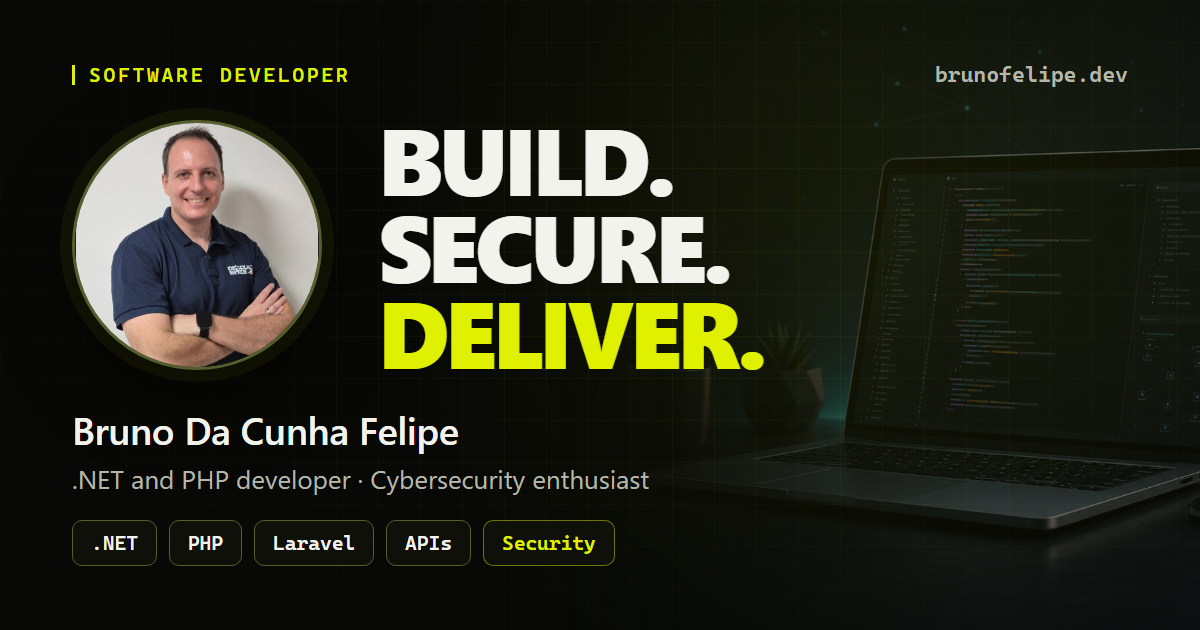 SOFTWARE DEVELOPER
brunofelipe.dev
BUILD.
SECURE.
DELIVER.
Bruno Da Cunha Felipe
.NET and PHP developer · Cybersecurity enthusiast
.NET
PHP
Laravel
APIs
Security